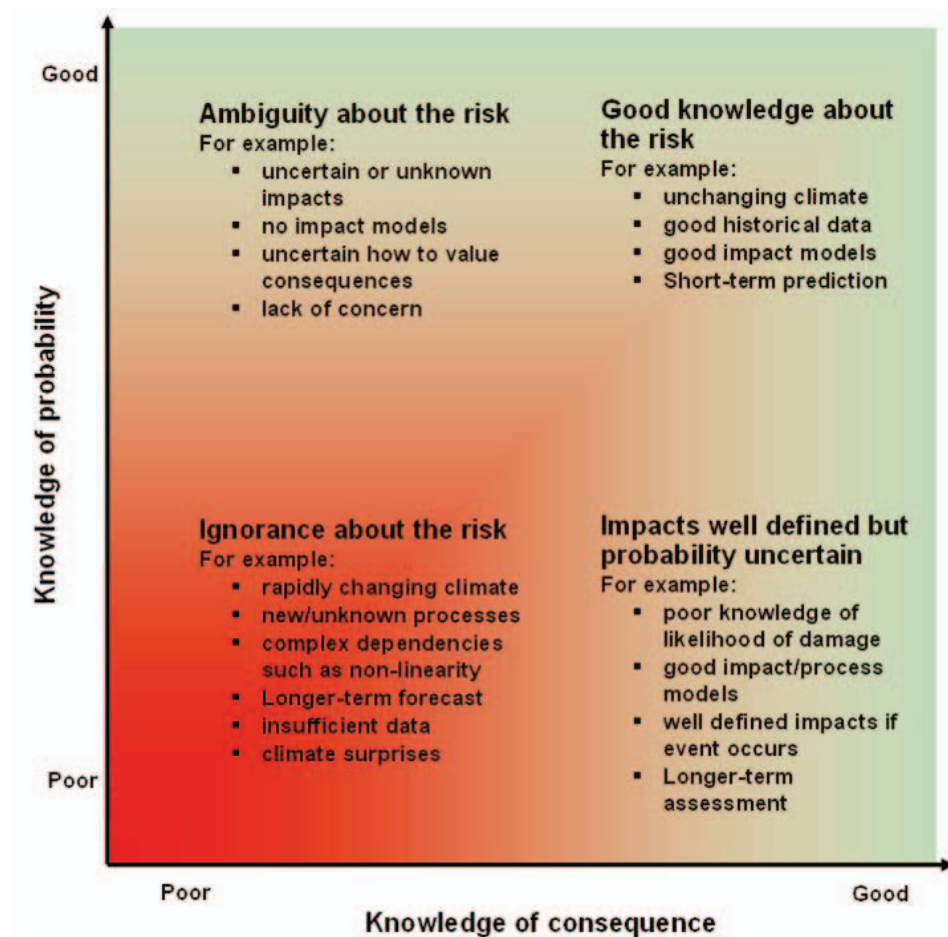 Good
Ambiguity about the risk
For example:
▪ uncertain or unknown
impacts
▪ no impact models
▪ uncertain how to value
consequences
▪ lack of concern
Good knowledge about
the risk
For example:
▪ unchanging climate
▪ good historical data
▪ good impact models
▪ Short-term prediction
Knowledge of probability
Ignorance about the risk
For example:
▪ rapidly changing climate
▪ new/unknown processes
▪ complex dependencies
such as non-linearity
▪ Longer-term forecast
▪ insufficient data
▪ climate surprises
Impacts well defined but
probability uncertain
For example:
▪ poor knowledge of
likelihood of damage
▪ good impact/process
models
▪ well defined impacts if
event occurs
▪ Longer-term
assessment
Poor
Poor
Good
Knowledge of consequence